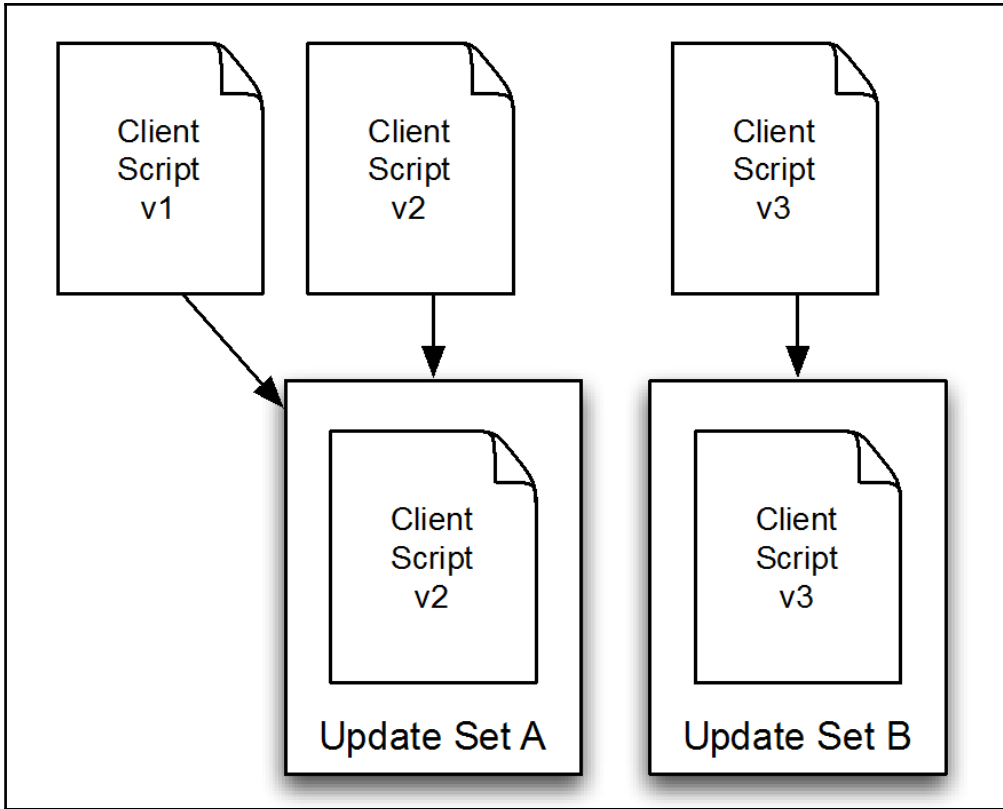 Client
Script
v1
Client
Script
v2
Client
Script
v3
Client
Script
v2
Update Set A
Client
Script
v3
Update Set B